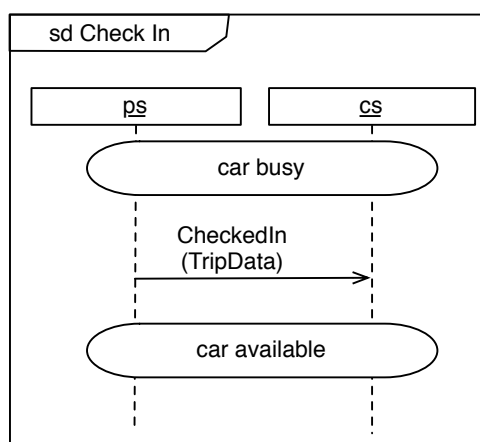 sd Check In
ps
cs
car busy
CheckedIn
(TripData)
car available